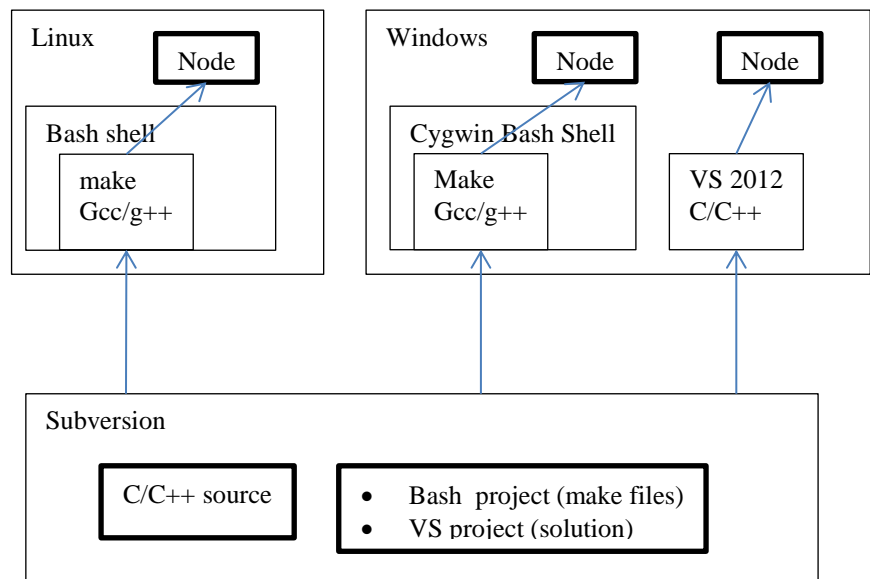 Linux
Node
Bash shell
make
Gcc/g++
Windows
Node
Node
Cygwin Bash Shell
Make
Gcc/g++
VS 2012
C/C++
Subversion
C/C++ source
• Bash project (make files)
• VS project (solution)